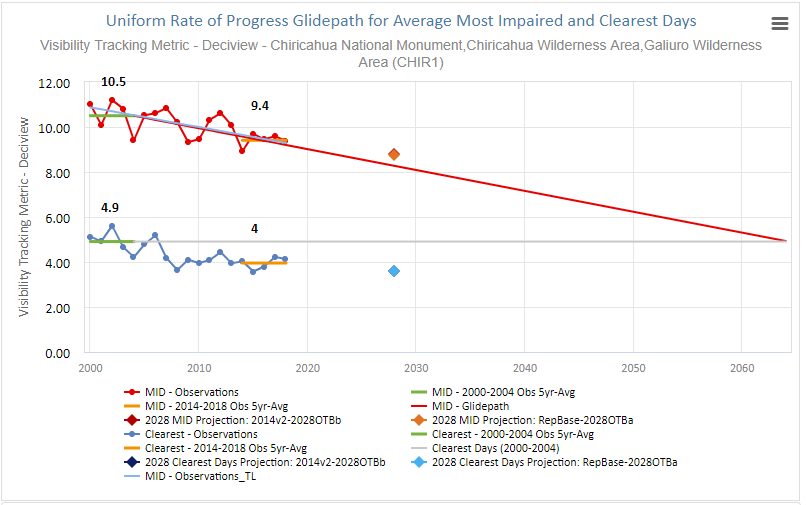 Uniform Rate of Progress Glidepath for Average Most Impaired and Clearest Days
Visibility Tracking Metric - Deciview - Chiricahua National Monument,Chiricahua Wilderness Area,Galiuro Wilderness
Area (CHIR1)
Visibility Tracking Metric - Deciview
12.00
10.00
8.00
6.00
4.00
2.00
0.00
10.5
9.4
4.9
4
2000
2010
2020
2030
2040
2050
2060
MID - Observations
MID - 2000-2004 Obs 5yr-Avg
MID - 2014-2018 Obs 5yr-Avg
MID - Glidepath
2028 MID Projection: 2014v2-2028OTBb
2028 MID Projection: RepBase-2028OTBa
Clearest - Observations
Clearest - 2000-2004 Obs 5yr-Avg
Clearest - 2014-2018 Obs 5yr-Avg
Clearest Days (2000-2004)
2028 Clearest Days Projection: 2014v2-2028OTBb
2028 Clearest Days Projection: RepBase-2028OTBa
MID - Observations_TL